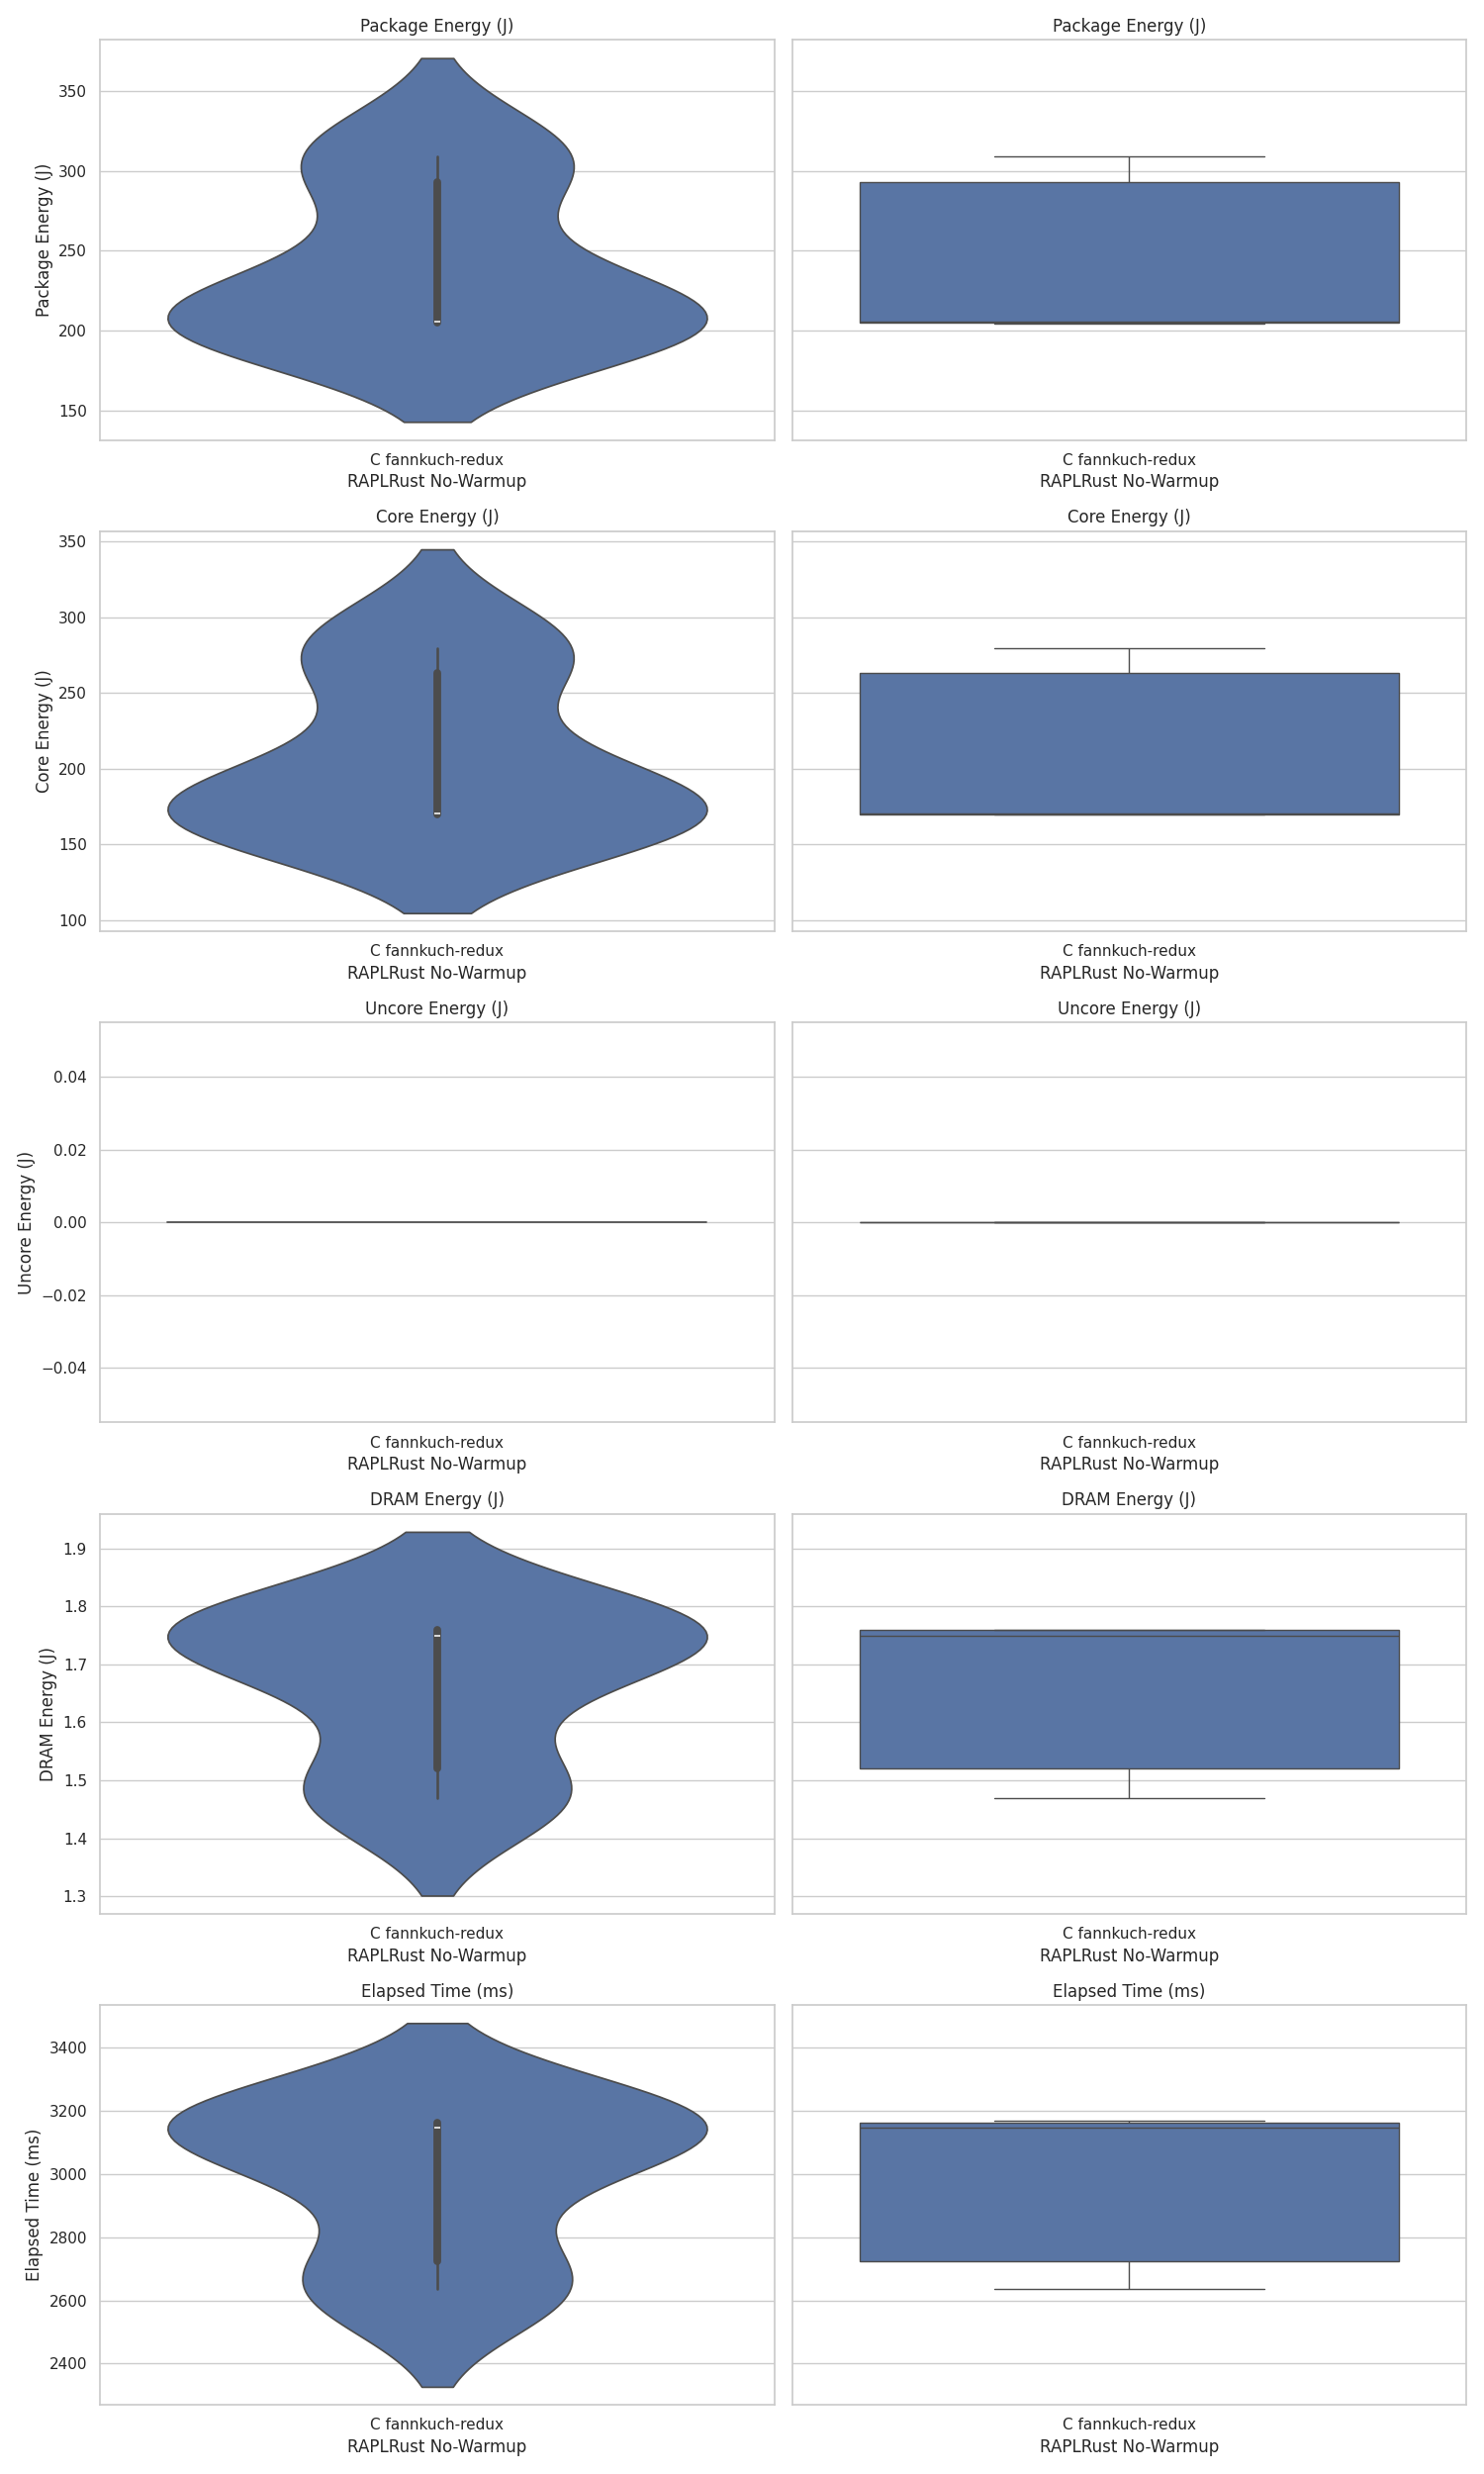 Package Energy (J)
Package Energy (J)
Package Energy (J)
350
300
250
200
150
C fannkuch-redux
RAPLRust No-Warmup
C fannkuch-redux
RAPLRust No-Warmup
Core Energy (J)
Core Energy (J)
Core Energy (J)
350
300
250
200
150
100
C fannkuch-redux
RAPLRust No-Warmup
C fannkuch-redux
RAPLRust No-Warmup
Uncore Energy (J)
Uncore Energy (J)
Uncore Energy (J)
0.04
0.02
0.00
−0.02
−0.04
C fannkuch-redux
RAPLRust No-Warmup
C fannkuch-redux
RAPLRust No-Warmup
DRAM Energy (J)
DRAM Energy (J)
DRAM Energy (J)
1.9
1.8
1.7
1.6
1.5
1.4
1.3
C fannkuch-redux
RAPLRust No-Warmup
C fannkuch-redux
RAPLRust No-Warmup
Elapsed Time (ms)
Elapsed Time (ms)
Elapsed Time (ms)
3400
3200
3000
2800
2600
2400
C fannkuch-redux
RAPLRust No-Warmup
C fannkuch-redux
RAPLRust No-Warmup